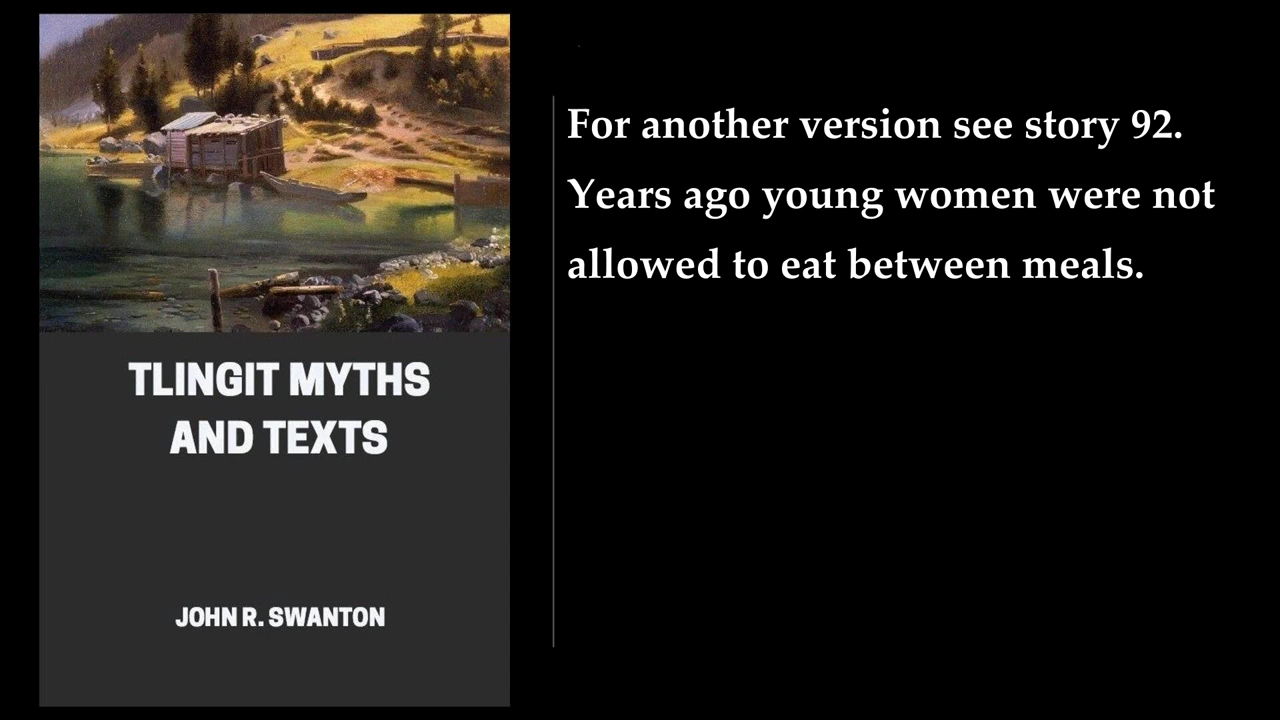 TLINGIT MYTHS
AND TEXTS
JOHN R. SWANTON
For another version see story 92.
Years ago young women were not
allowed to eat between meals.